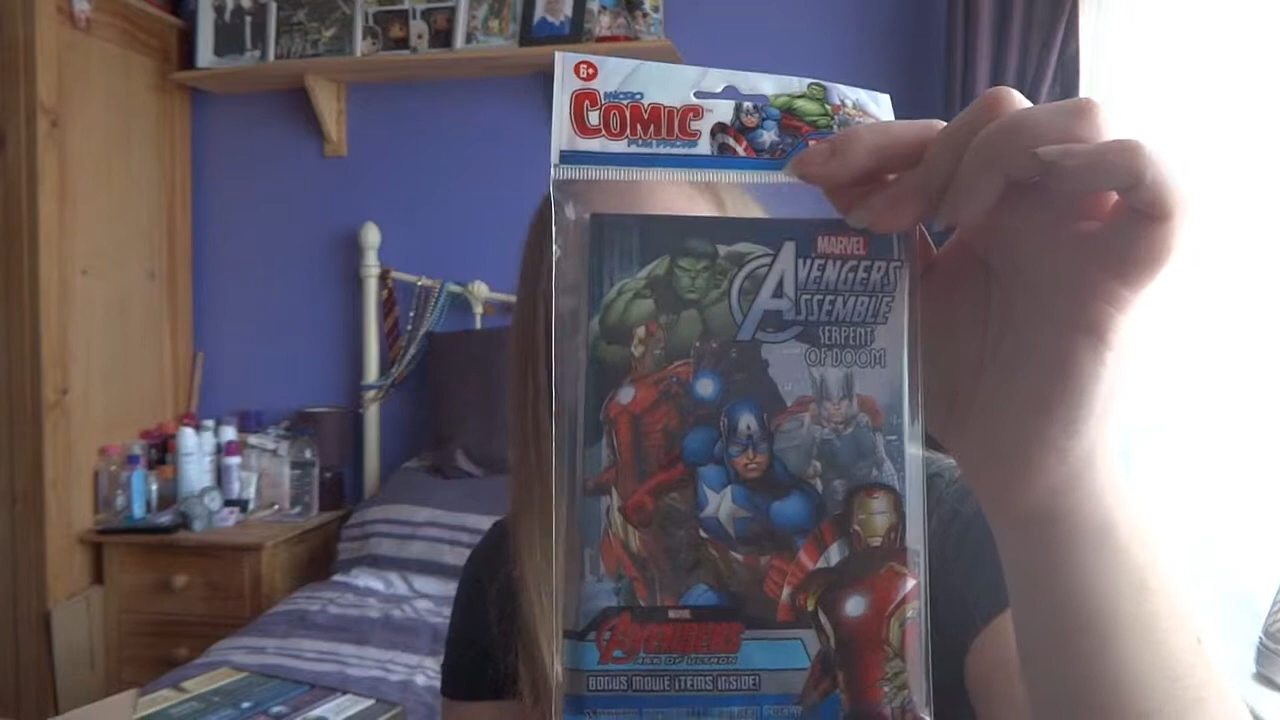 6+
MICRO
COMIC
FUN PACKS
MARVEL
AVENGERS
ASSEMBLE
SERPENT
OF DOOM
MARVEL
AVENGERS
AGE OF ULTRON
BONUS MOVIE ITEMS INSIDE!